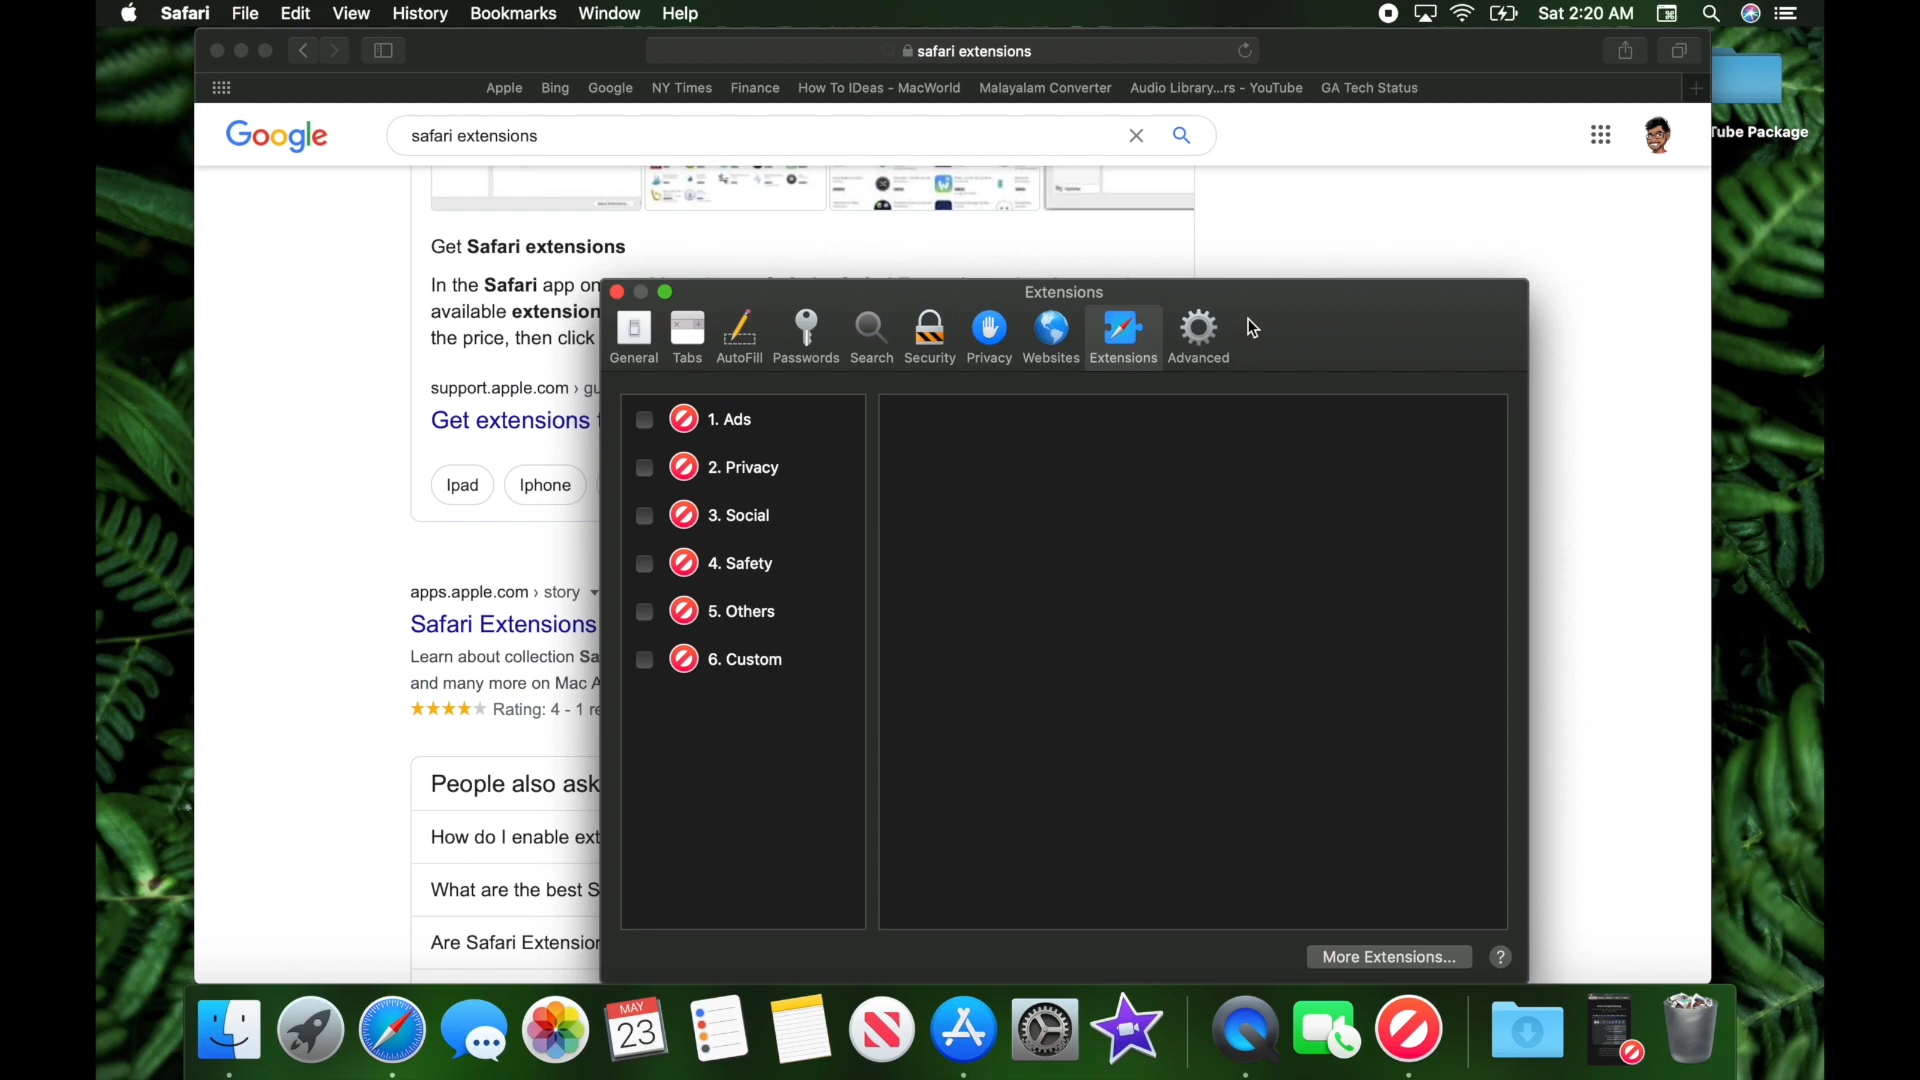 Safari File Edit View History Bookmarks Window Help
Sat 2:20 AM
safari extensions
Apple Bing Google NY Times Finance How To IDeas - MacWorld Malayalam Converter Audio Library...rs - YouTube GA Tech Status
Google
safari extensions
Tube Package
Get Safari extensions
In the Safari app on
available extension
the price, then click
support.apple.com › gu
Get extensions
Ipad Iphone
apps.apple.com › story
Safari Extensions
Learn about collection Sa
and many more on Mac A
Rating: 4 - 1 re
People also ask
How do I enable ext
What are the best S
Are Safari Extension
Extensions
General Tabs AutoFill Passwords Search Security Privacy Websites Extensions Advanced
1. Ads
2. Privacy
3. Social
4. Safety
5. Others
6. Custom
More Extensions... ?
MAY
23